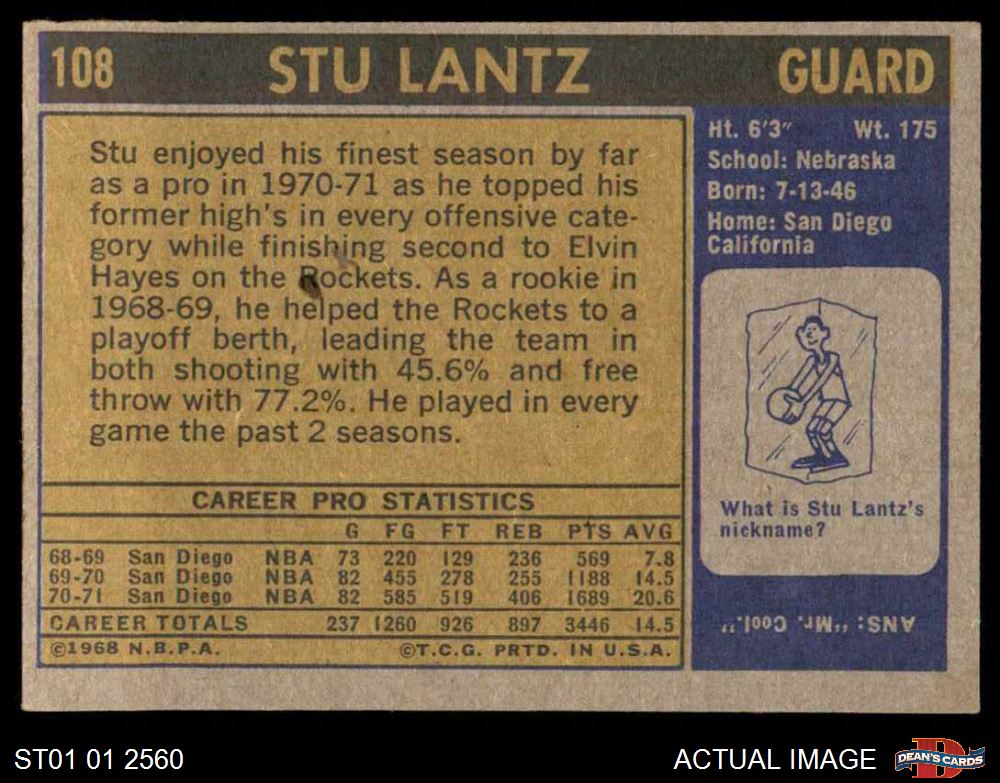 108 STU LANTZ GUARD
Stu enjoyed his finest season by far
as a pro in 1970-71 as he topped his
former high's in every offensive cate-
gory while finishing second to Elvin
Hayes on the Rockets. As a rookie in
1968-69, he helped the Rockets to a
playoff berth, leading the team in
both shooting with 45.6% and free
throw with 77.2%. He played in every
game the past 2 seasons.
CAREER PRO STATISTICS
G FG FT REB PTS AVG
68-69 San Diego NBA 73 220 129 236 569 7.8
69-70 San Diego NBA 82 455 278 255 1188 14.5
70-71 San Diego NBA 82 585 519 406 1689 20.6
CAREER TOTALS 237 1260 926 897 3446 14.5
©1968 N.B.P.A. ©T.C.G. PRTD. IN U.S.A.
Ht. 6'3" Wt. 175
School: Nebraska
Born: 7-13-46
Home: San Diego
California
What is Stu Lantz's
nickname?
ANS: "Mr. Cool".
ST01 01 2560
ACTUAL IMAGE
D
DEAN'S CARDS